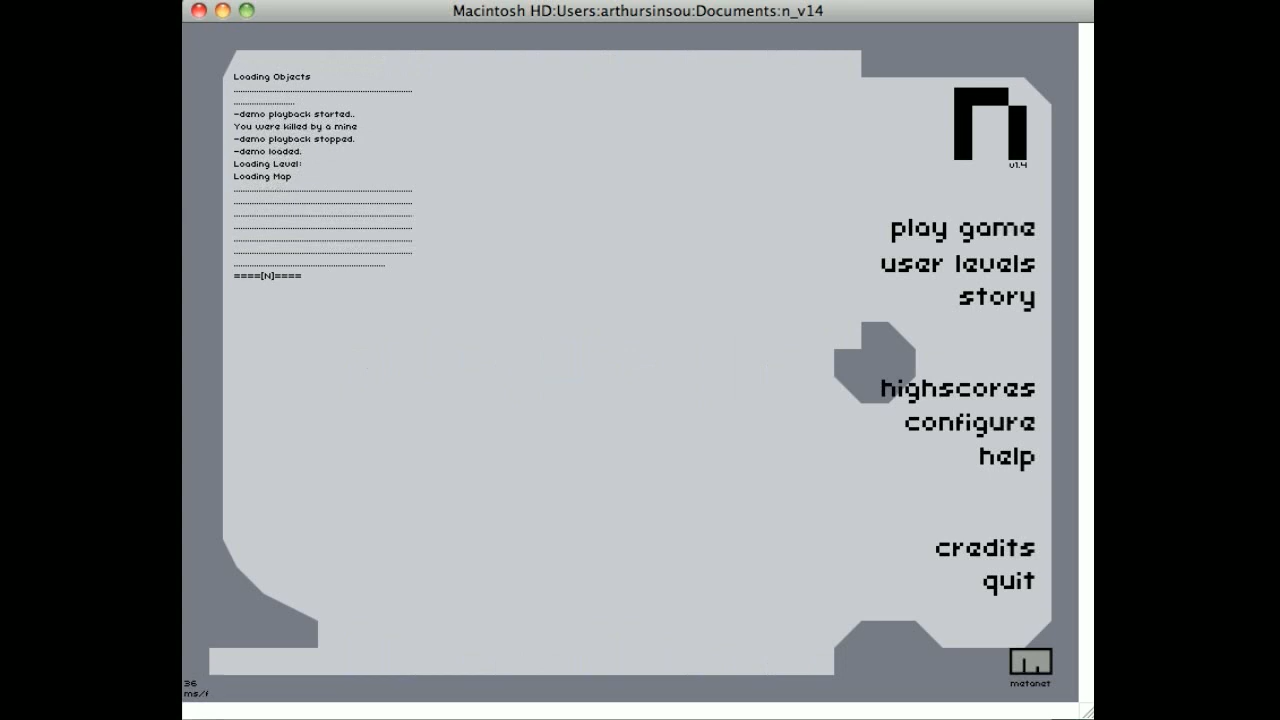 Macintosh HD:Users:arthursinsou:Documents:n_v14
Loading Objects
-demo playback started..
You were killed by a mine
-demo playback stopped.
-demo loaded.
Loading Level:
Loading Map
====[N]====
n
v1.4
play game
user levels
story
highscores
configure
help
credits
quit
36
ms/f
metanet